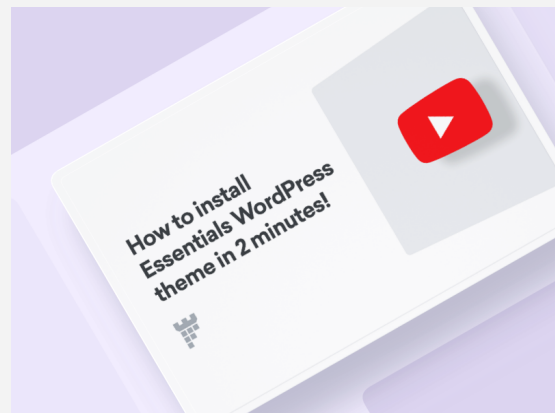 How to install
Essentials WordPress
theme in 2 minutes!